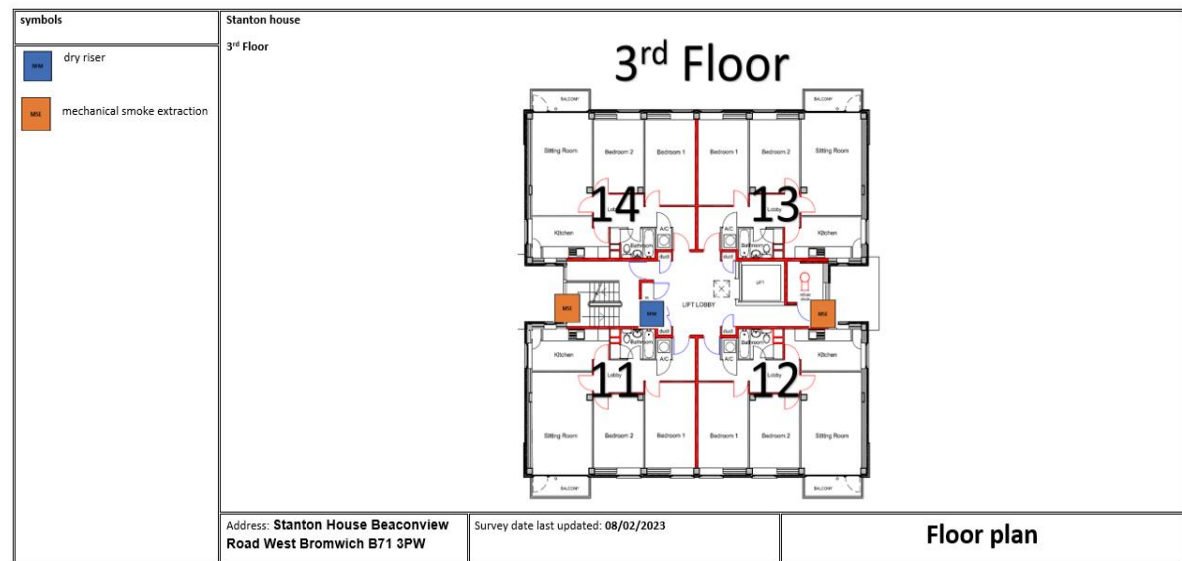 symbols
Stanton house
3rd Floor
dry riser
MSE
mechanical smoke extraction
3rd Floor
BALCONY
BALCONY
Sitting Room
Bedroom 2
Bedroom 1
Bedroom 1
Bedroom 2
Sitting Room
14
13
Lobby
Lobby
Kitchen
A/C
A/C
Kitchen
Bathroom
Bathroom
duct
duct
LIFT
MSE
LIFT LOBBY
MSE
duct
duct
Kitchen
Bathroom
Bathroom
Kitchen
A/C
A/C
Lobby
Lobby
11
12
Sitting Room
Bedroom 2
Bedroom 1
Bedroom 1
Bedroom 2
Sitting Room
BALCONY
BALCONY
Address: Stanton House Beaconview
Road West Bromwich B71 3PW
Survey date last updated: 08/02/2023
Floor plan